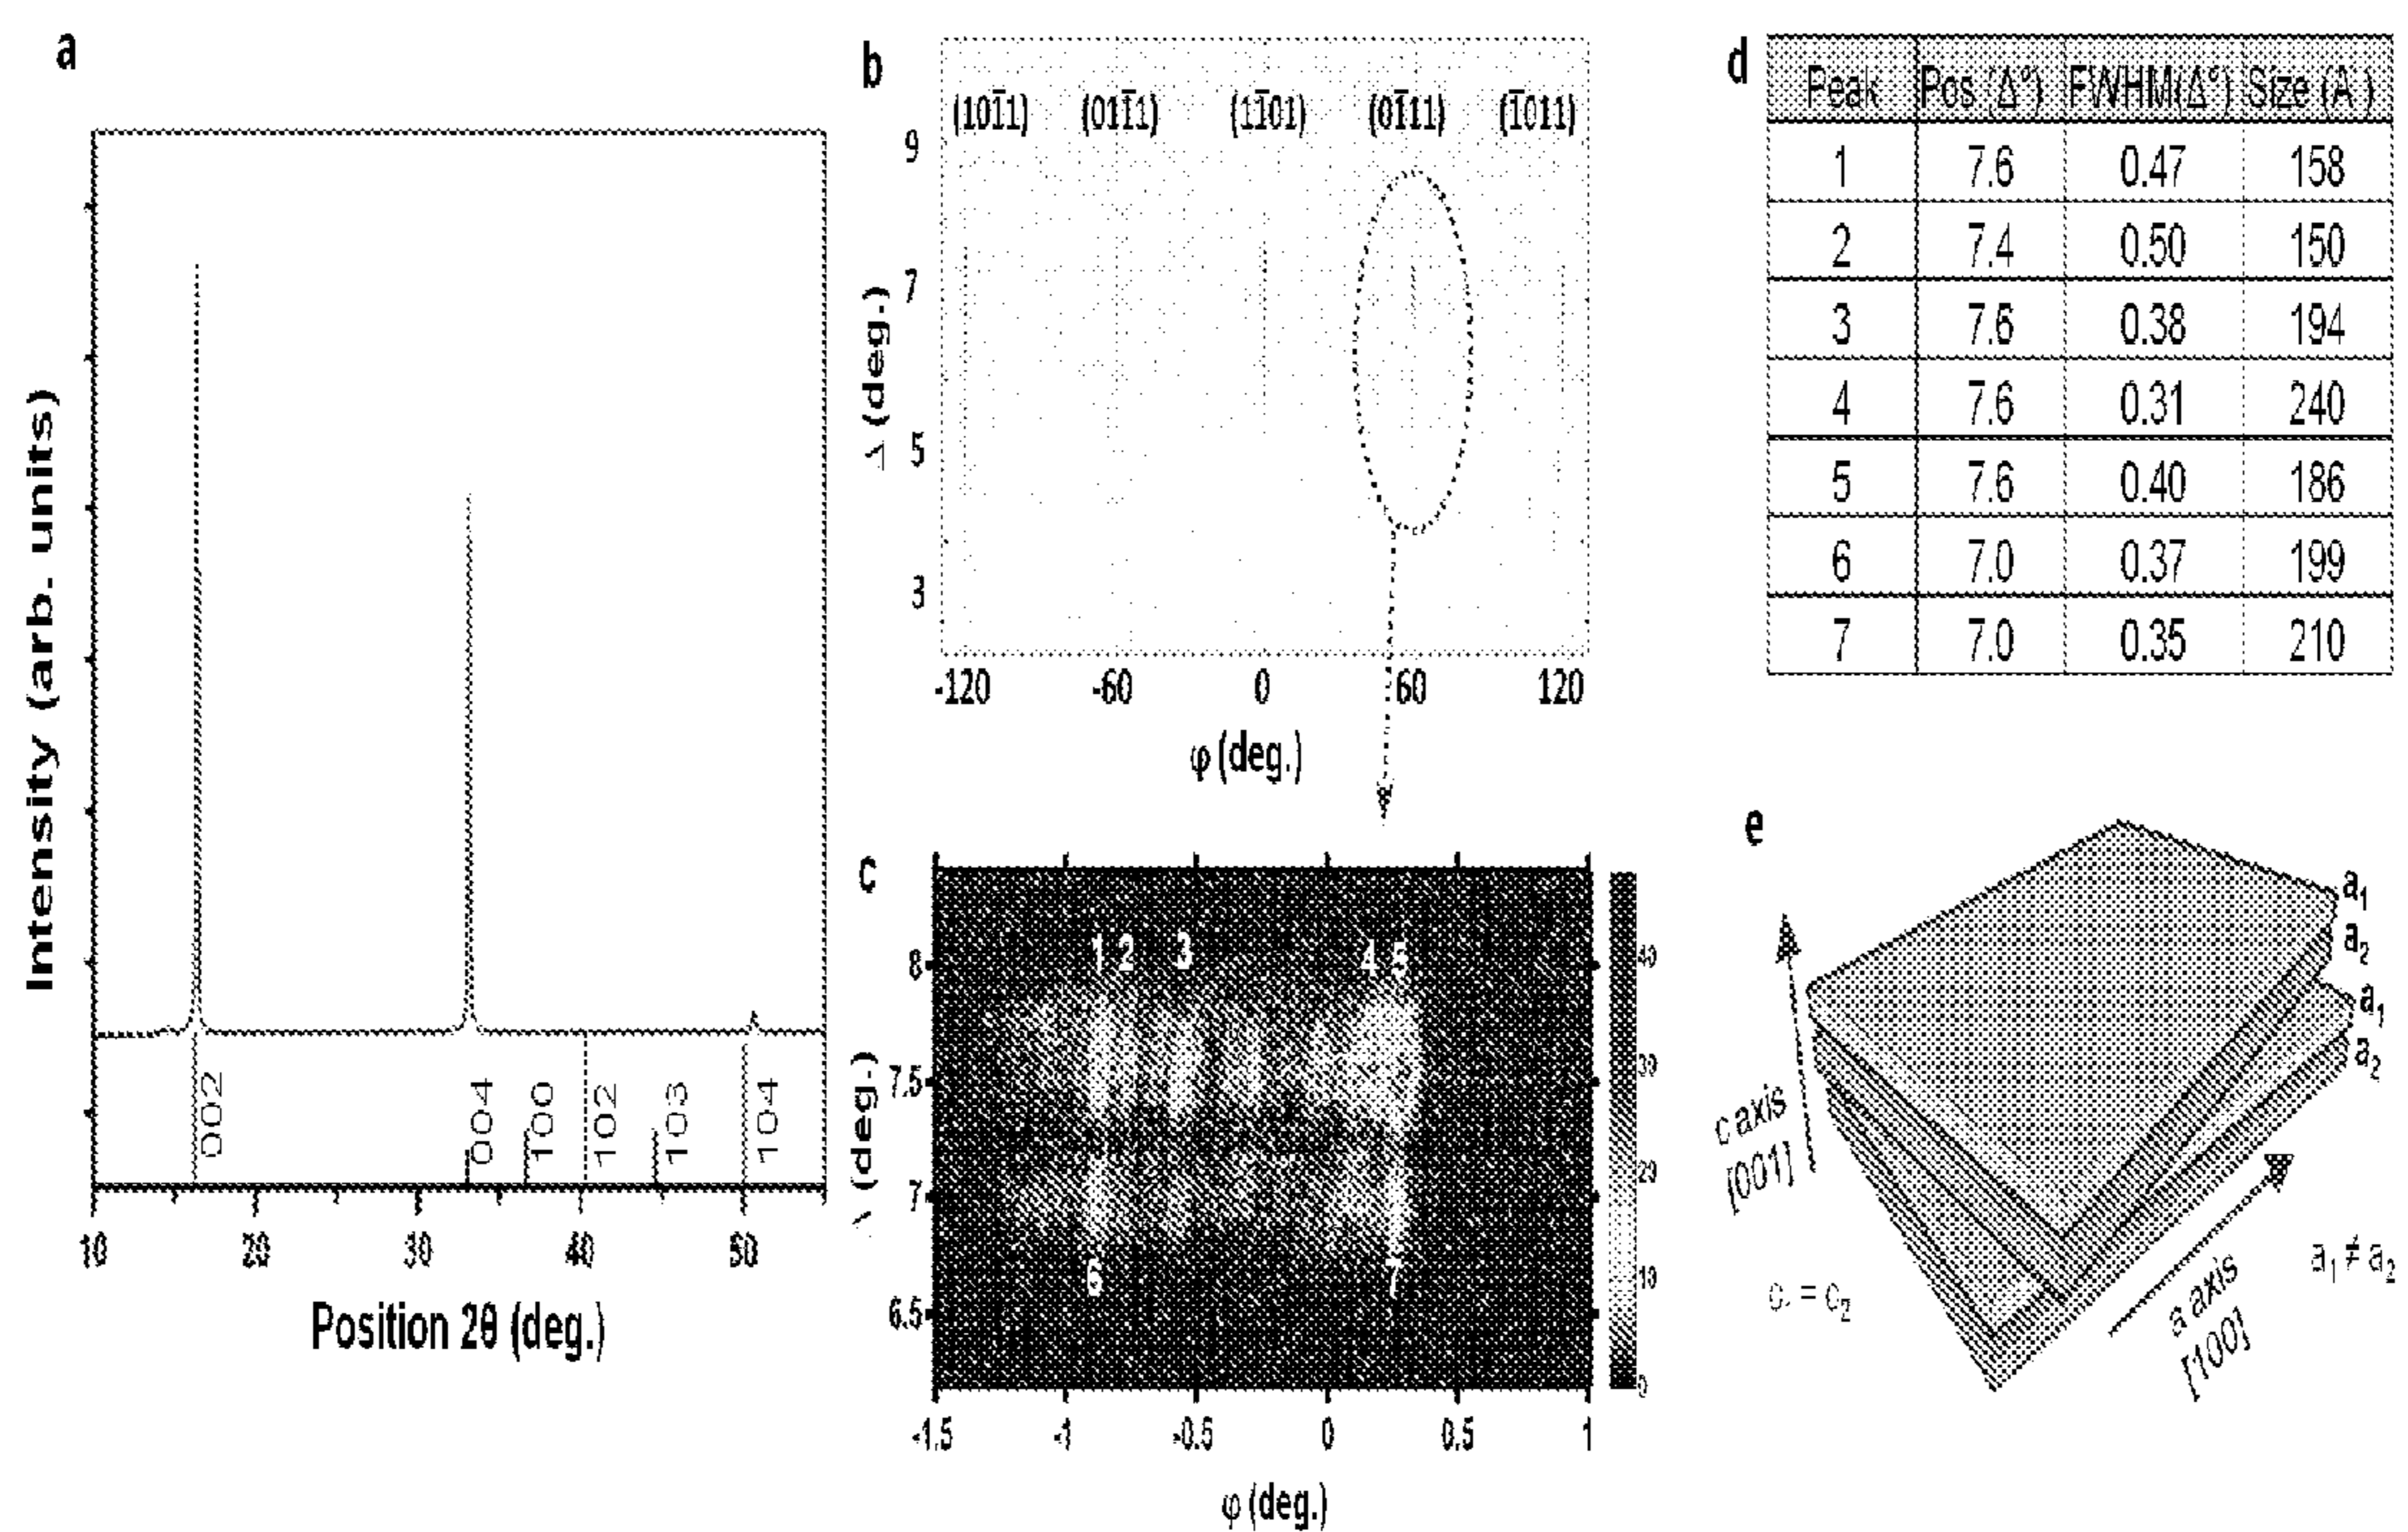 a
Intensity (arb. units)
002
004
100
102
103
104
10 20 30 40 50
Position 2θ (deg.)
b
(101̅1) (011̅1) (11̅01) (01̅11) (1̅011)
9
7
5
3
Δ (deg.)
-120 -60 0 60 120
φ (deg.)
c
8
7.5
7
6.5
Δ (deg.)
1 2 3 4 5
6 7
40
30
20
10
0
-1.5 -1 -0.5 0 0.5 1
φ (deg.)
d
Peak Pos (Δ°) FWHM(Δ°) Size (A )
1 7.6 0.47 158
2 7.4 0.50 150
3 7.6 0.38 194
4 7.6 0.31 240
5 7.6 0.40 186
6 7.0 0.37 199
7 7.0 0.35 210
e
a₁
a₂
a₁
a₂
c axis
[001]
a axis
[100]
a₁ ≠ a₂
= c₂